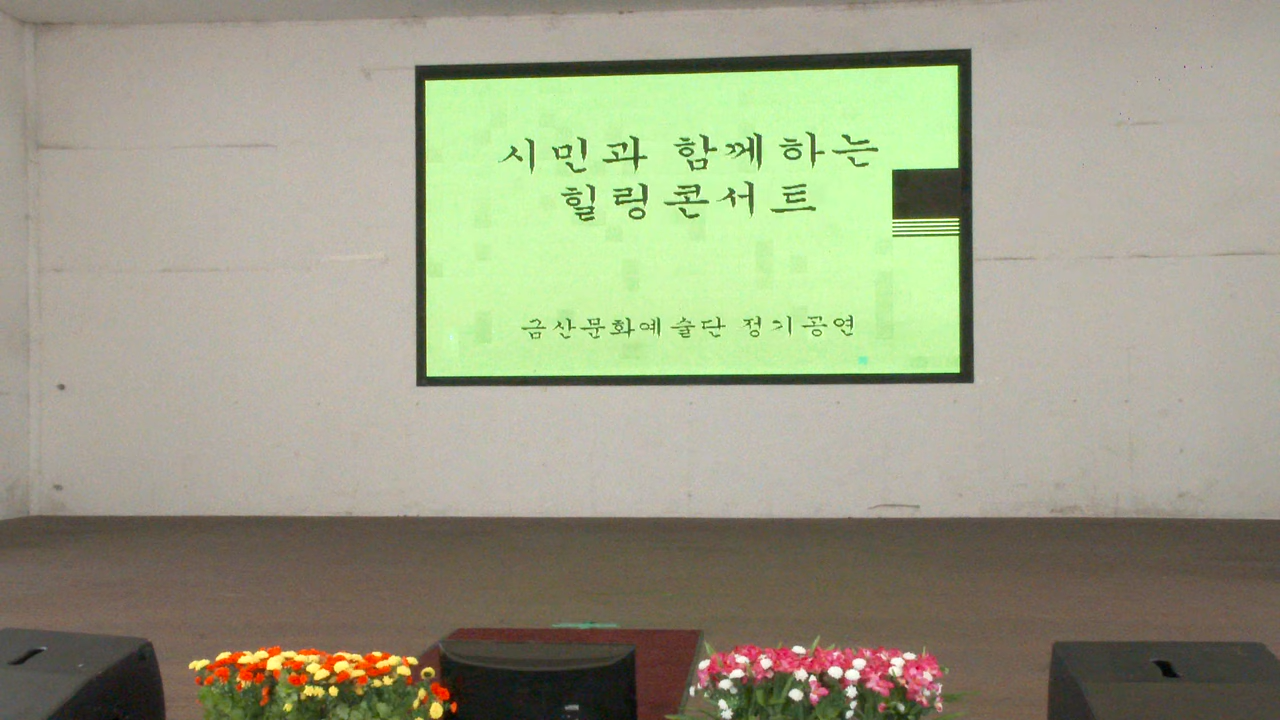 시민과 함께하는
힐링콘서트
금산문화예술단 정기공연